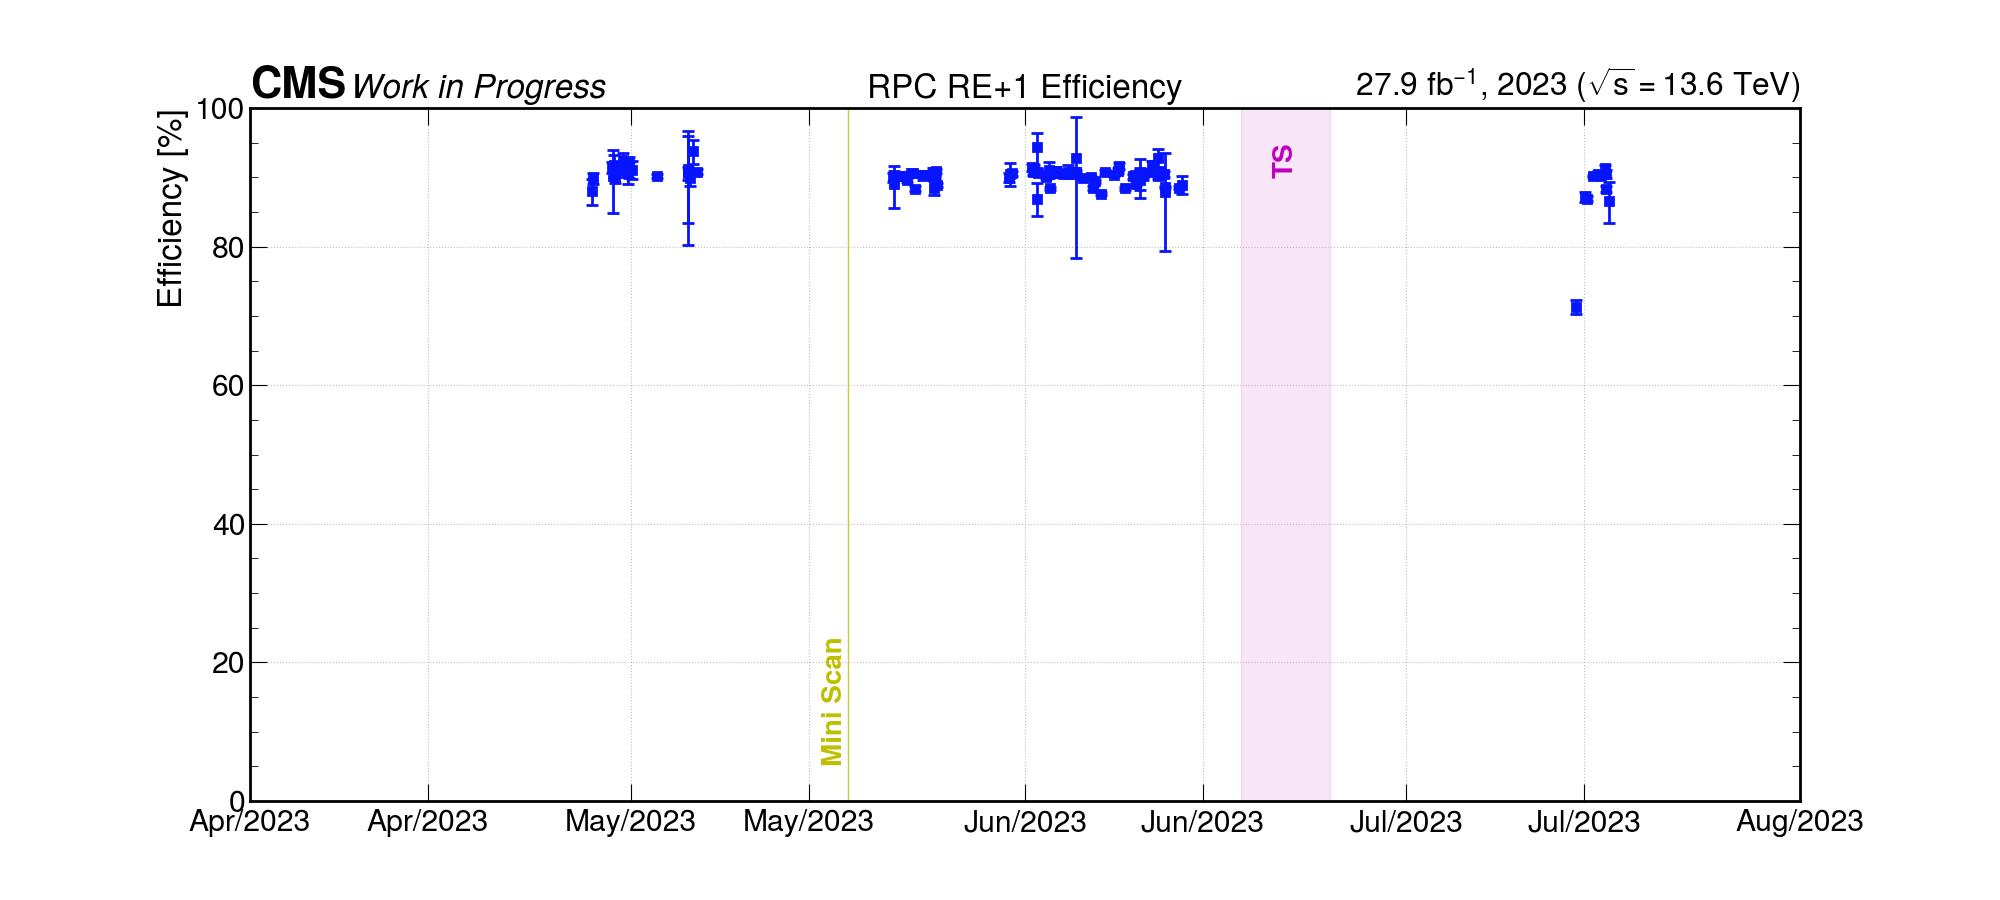 CMS Work in Progress
RPC RE+1 Efficiency
27.9 fb⁻¹, 2023 (√s = 13.6 TeV)
Efficiency [%]
100
80
60
40
20
0
Mini Scan
TS
Apr/2023 Apr/2023 May/2023 May/2023 Jun/2023 Jun/2023 Jul/2023 Jul/2023 Aug/2023